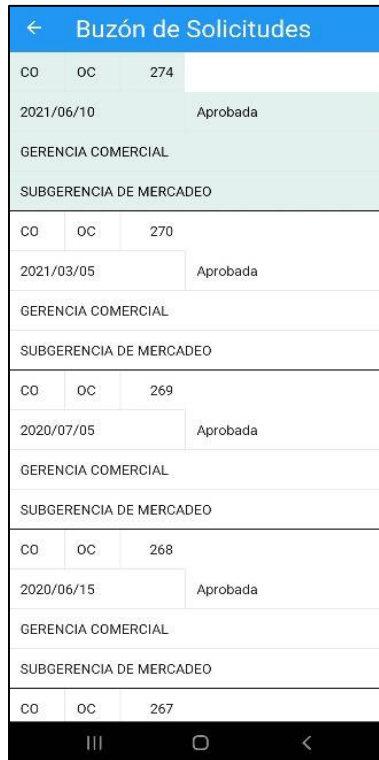 Buzón de Solicitudes
CO OC 274
2021/06/10 Aprobada
GERENCIA COMERCIAL
SUBGERENCIA DE MERCADEO
CO OC 270
2021/03/05 Aprobada
GERENCIA COMERCIAL
SUBGERENCIA DE MERCADEO
CO OC 269
2020/07/05 Aprobada
GERENCIA COMERCIAL
SUBGERENCIA DE MERCADEO
CO OC 268
2020/06/15 Aprobada
GERENCIA COMERCIAL
SUBGERENCIA DE MERCADEO
CO OC 267